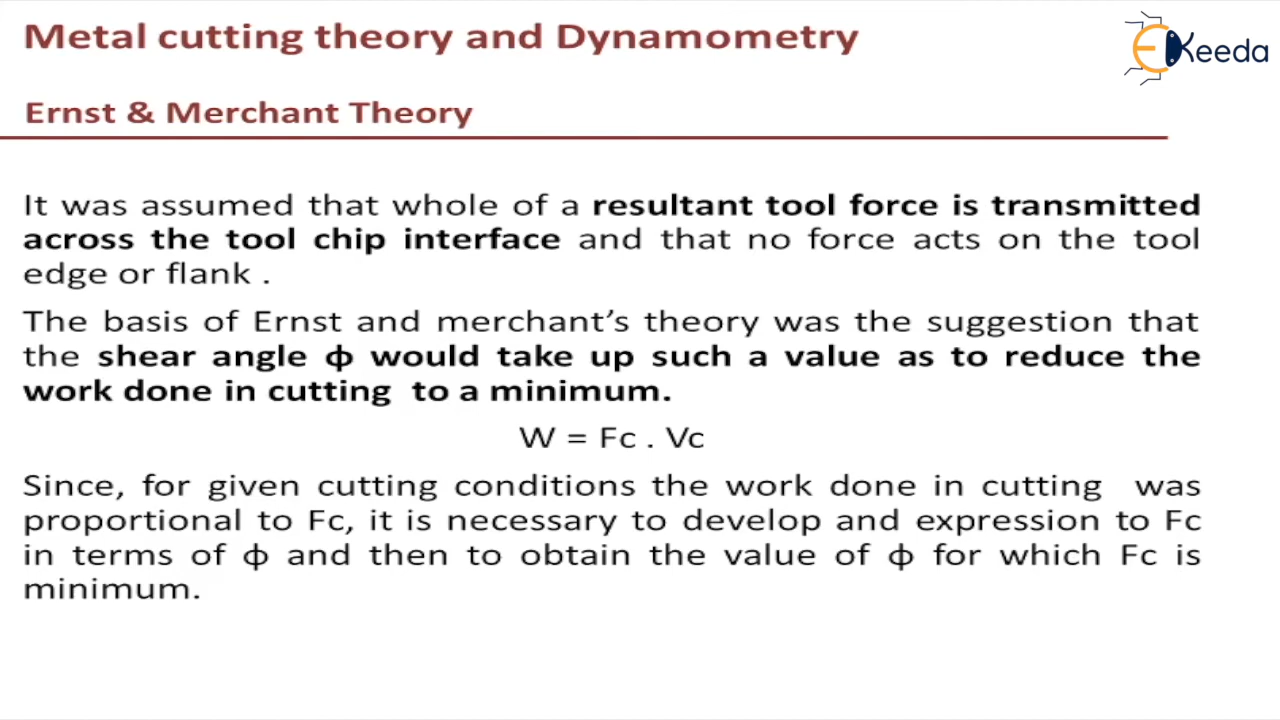 Metal cutting theory and Dynamometry
EKeeda
Ernst & Merchant Theory
It was assumed that whole of a resultant tool force is transmitted
across the tool chip interface and that no force acts on the tool
edge or flank .
The basis of Ernst and merchant’s theory was the suggestion that
the shear angle ф would take up such a value as to reduce the
work done in cutting  to a minimum.
W = Fc . Vc
Since, for given cutting conditions the work done in cutting  was
proportional to Fc, it is necessary to develop and expression to Fc
in terms of ф and then to obtain the value of ф for which Fc is
minimum.